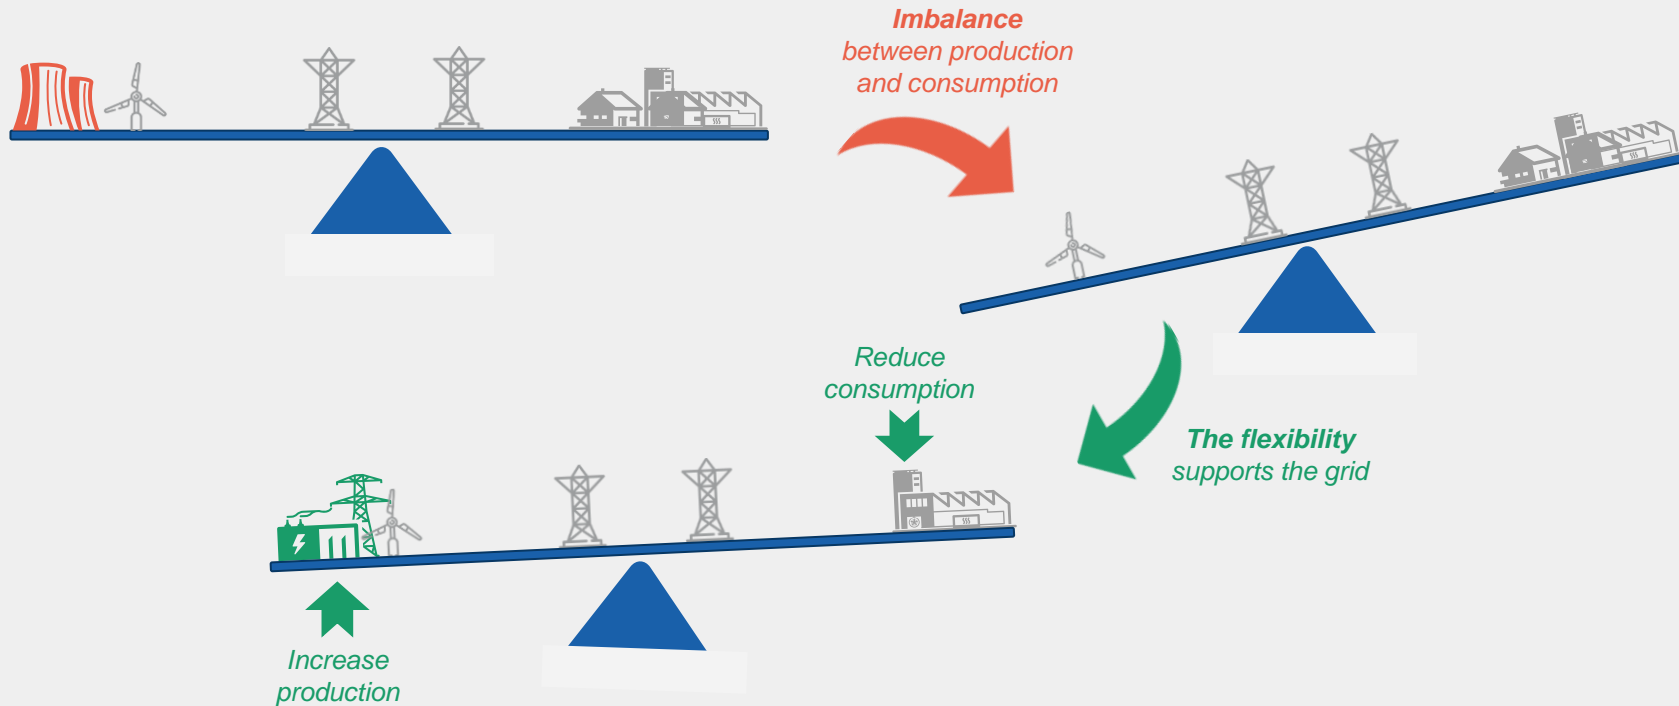 Imbalance
between production
and consumption
Reduce
consumption
The flexibility
supports the grid
Increase
production